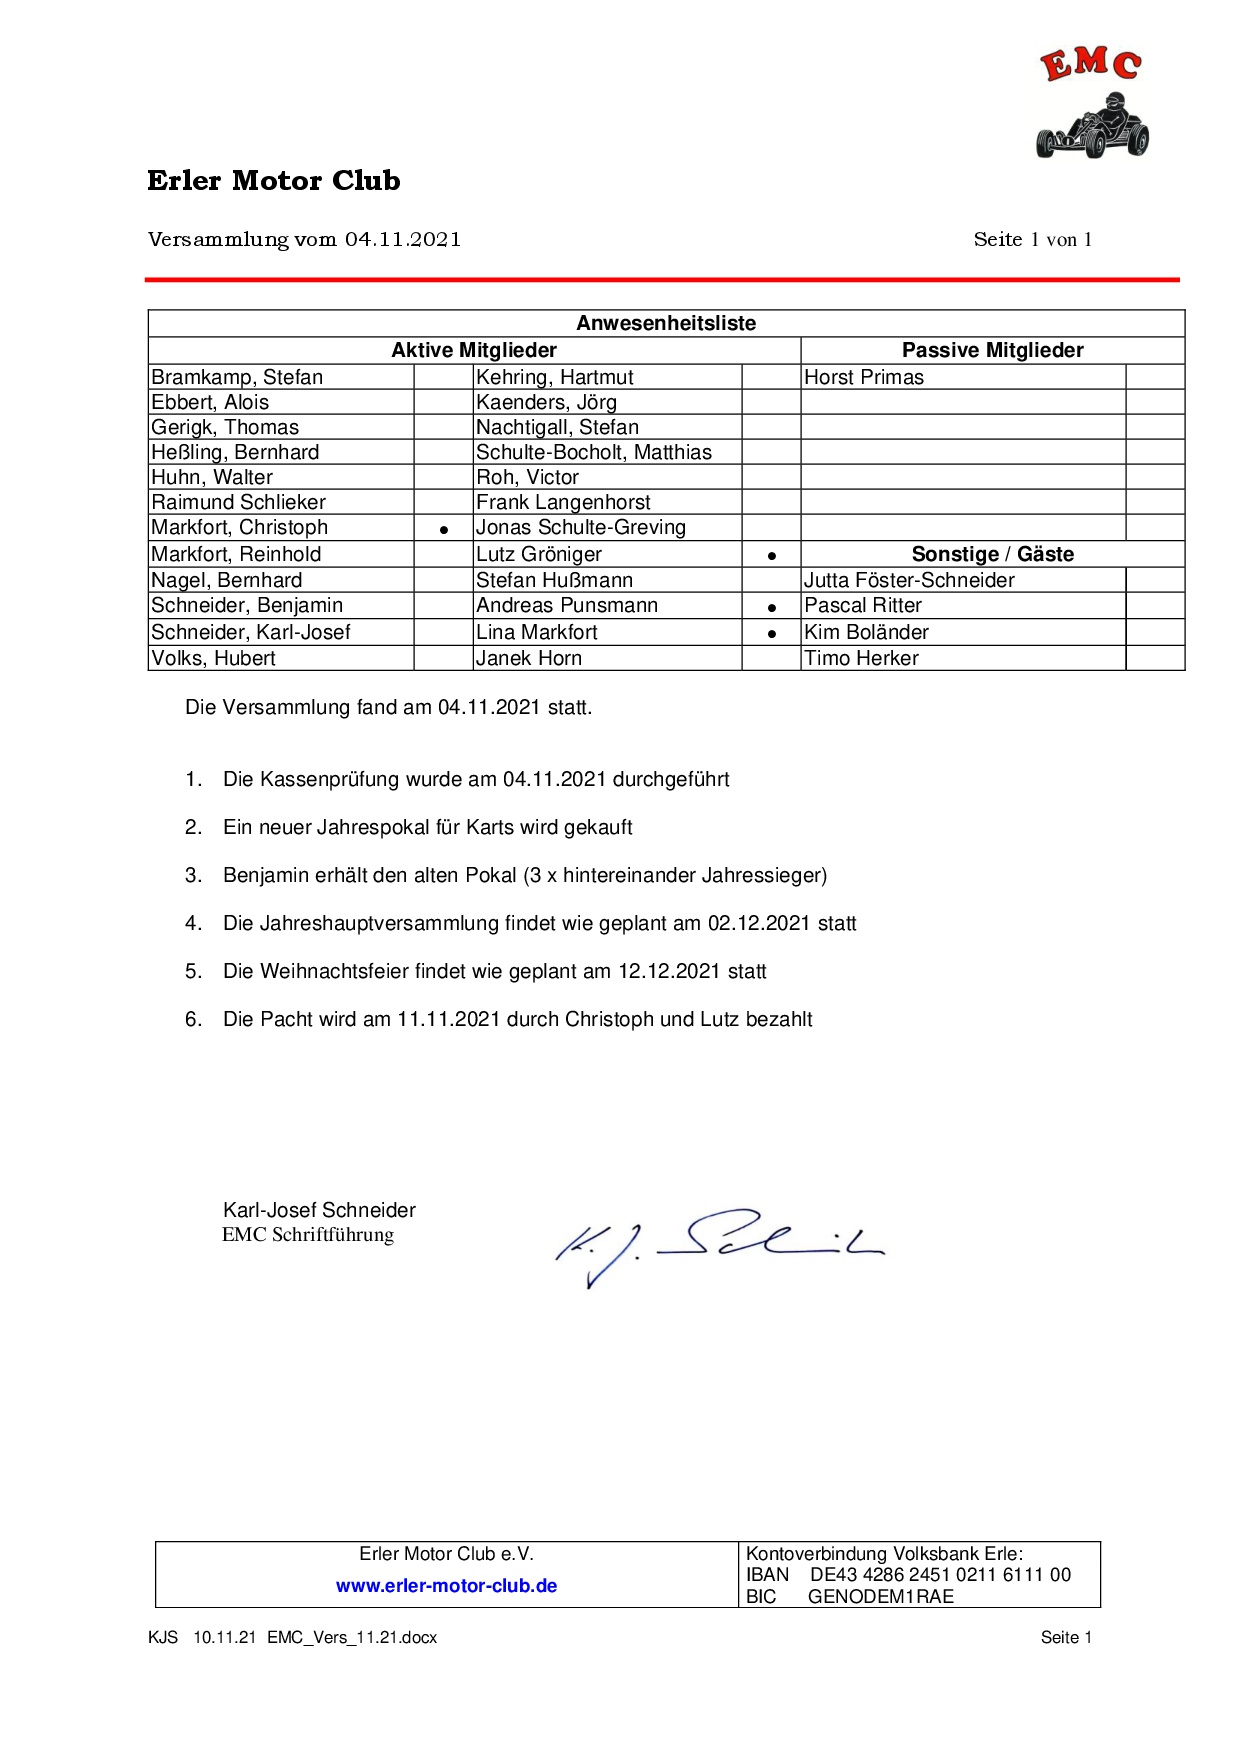 EMC
Erler Motor Club
Versammlung vom 04.11.2021 Seite 1 von 1
Anwesenheitsliste
Aktive Mitglieder Passive Mitglieder
Bramkamp, Stefan Kehring, Hartmut Horst Primas
Ebbert, Alois Kaenders, Jörg
Gerigk, Thomas Nachtigall, Stefan
Heßling, Bernhard Schulte-Bocholt, Matthias
Huhn, Walter Roh, Victor
Raimund Schlieker Frank Langenhorst
Markfort, Christoph ● Jonas Schulte-Greving
Markfort, Reinhold Lutz Gröniger ● Sonstige / Gäste
Nagel, Bernhard Stefan Hußmann Jutta Föster-Schneider
Schneider, Benjamin Andreas Punsmann ● Pascal Ritter
Schneider, Karl-Josef Lina Markfort ● Kim Boländer
Volks, Hubert Janek Horn Timo Herker
Die Versammlung fand am 04.11.2021 statt.
1. Die Kassenprüfung wurde am 04.11.2021 durchgeführt
2. Ein neuer Jahrespokal für Karts wird gekauft
3. Benjamin erhält den alten Pokal (3 x hintereinander Jahressieger)
4. Die Jahreshauptversammlung findet wie geplant am 02.12.2021 statt
5. Die Weihnachtsfeier findet wie geplant am 12.12.2021 statt
6. Die Pacht wird am 11.11.2021 durch Christoph und Lutz bezahlt
Karl-Josef Schneider
EMC Schriftführung
K. J.
Erler Motor Club e.V.
www.erler-motor-club.de
Kontoverbindung Volksbank Erle:
IBAN DE43 4286 2451 0211 6111 00
BIC GENODEM1RAE
KJS 10.11.21 EMC_Vers_11.21.docx Seite 1